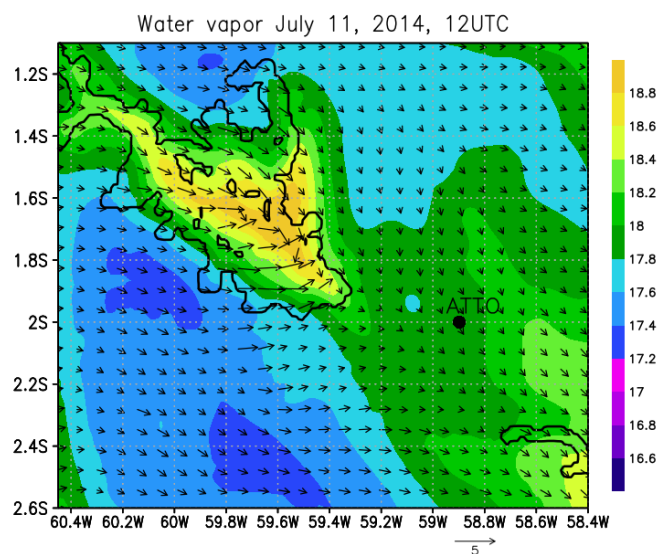 Water vapor July 11, 2014, 12UTC
1.2S
1.4S
1.6S
1.8S
2S
2.2S
2.4S
2.6S
ATTO
18.8
18.6
18.4
18.2
18
17.8
17.6
17.4
17.2
17
16.8
16.6
60.4W 60.2W 60W 59.8W 59.6W 59.4W 59.2W 59W 58.8W 58.6W 58.4W
5